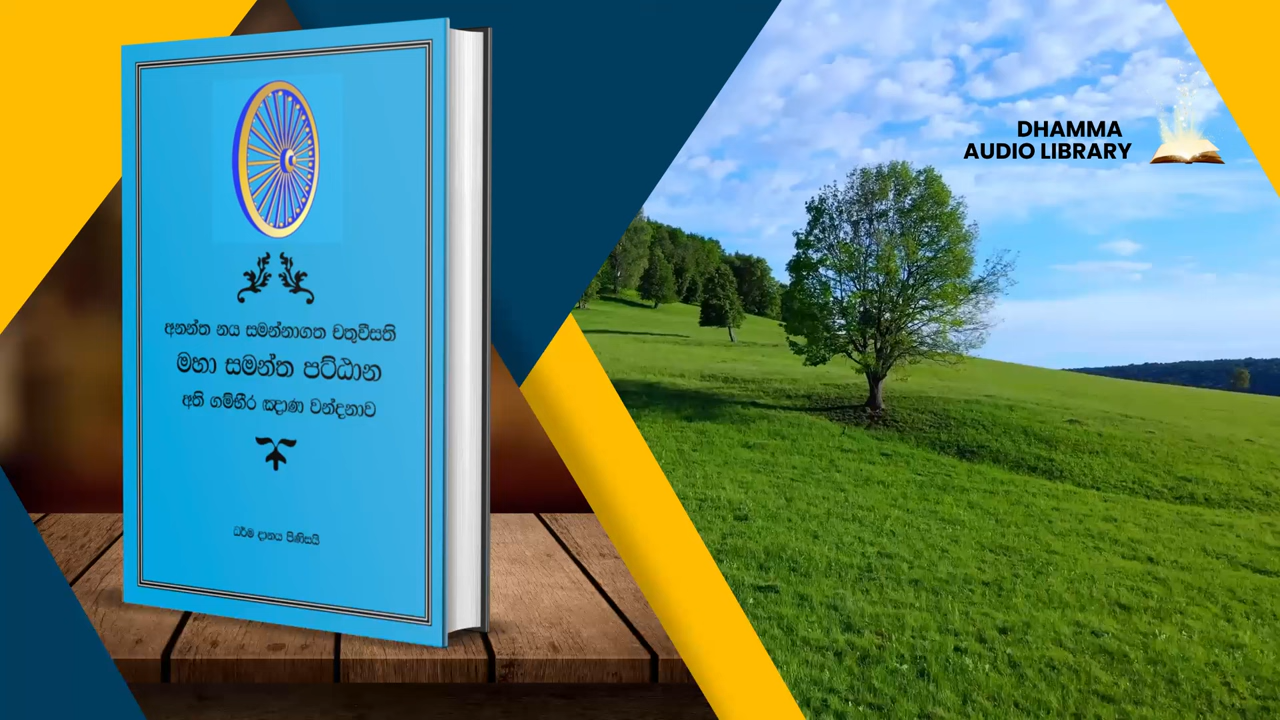 අනන්ත නය සමන්නාගත චතුවීසති
මහා සමන්ත පට්ඨාන
අති ගම්භීර ඤාණ වන්දනාව
ධර්ම දානය පිණිසයි
DHAMMA
AUDIO LIBRARY